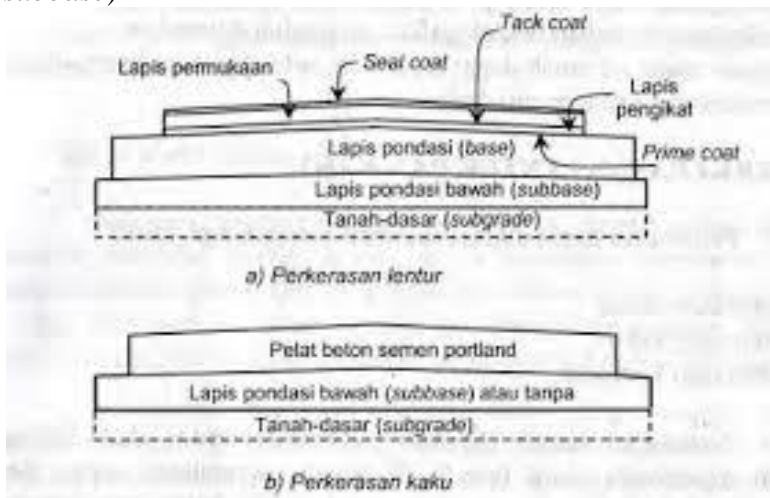 Tack coat
Lapis permukaan
Seal coat
Lapis
pengikat
Lapis pondasi (base)
Prime coat
Lapis pondasi bawah (subbase)
Tanah-dasar (subgrade)
a) Perkerasan lentur
Pelat beton semen portland
Lapis pondasi bawah (subbase) atau tanpa
Tanah-dasar (subgrade)
b) Perkerasan kaku